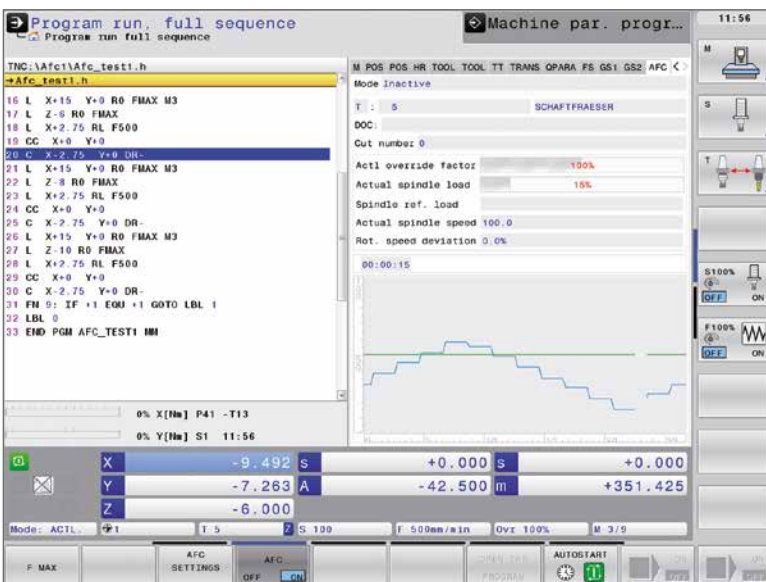 Program run, full sequence
Program run full sequence
Machine par. progr...
11:56
TNC:\Afc1\Afc_test1.h
→Afc_test1.h
16 L X+15 Y+0 R0 FMAX M3
17 L Z-6 R0 FMAX
18 L X+2.75 RL F500
19 CC X+0 Y+0
20 C X-2.75 Y+0 DR-
21 L X+15 Y+0 R0 FMAX M3
22 L Z-8 R0 FMAX
23 L X+2.75 RL F500
24 CC X+0 Y+0
25 C X-2.75 Y+0 DR-
26 L X+15 Y+0 R0 FMAX M3
27 L Z-10 R0 FMAX
28 L X+2.75 RL F500
29 CC X+0 Y+0
30 C X-2.75 Y+0 DR-
31 FN 9: IF +1 EQU +1 GOTO LBL 1
32 LBL 0
33 END PGM AFC_TEST1 MM
M POS POS HR TOOL TOOL TT TRANS QPARA FS GS1 GS2 AFC
Mode Inactive
T : 5 SCHAFTFRAESER
DOC:
Cut number 0
Actl override factor 100%
Actual spindle load 15%
Spindle ref. load
Actual spindle speed 100.0
Rot. speed deviation 0.0%
00:00:15
0% X[Nm] P41 -T13
0% Y[Nm] S1 11:56
X -9.492 S +0.000 S +0.000
Y -7.263 A -42.500 m +351.425
Z -6.000
Mode: ACTL. 1 T 5 Z S 100 F 500mm/min Ovr 100% M 3/9
M
S
T
S100%
OFF ON
F100%
OFF ON
F MAX
AFC SETTINGS
AFC
OFF ON
AUTOSTART